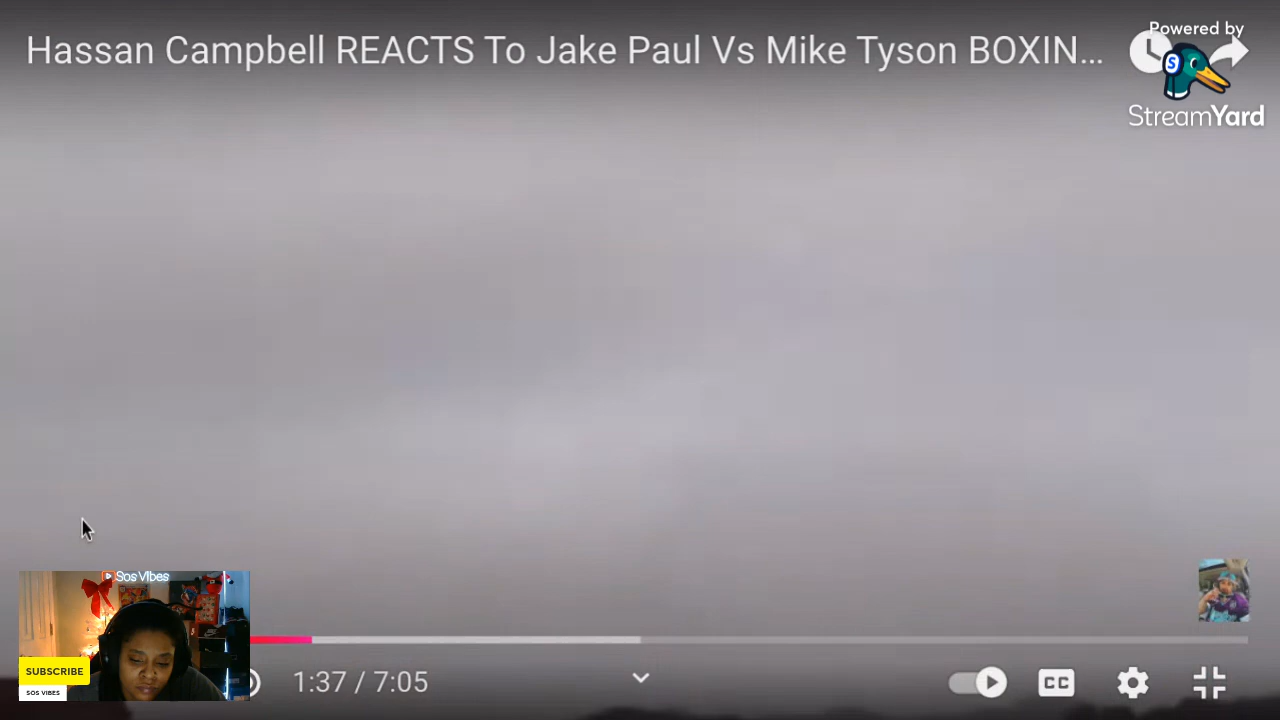 Hassan Campbell REACTS To Jake Paul Vs Mike Tyson BOXIN...
Powered by
S
StreamYard
Sos Vibes
SUBSCRIBE
SOS VIBES
1:37 / 7:05
CC